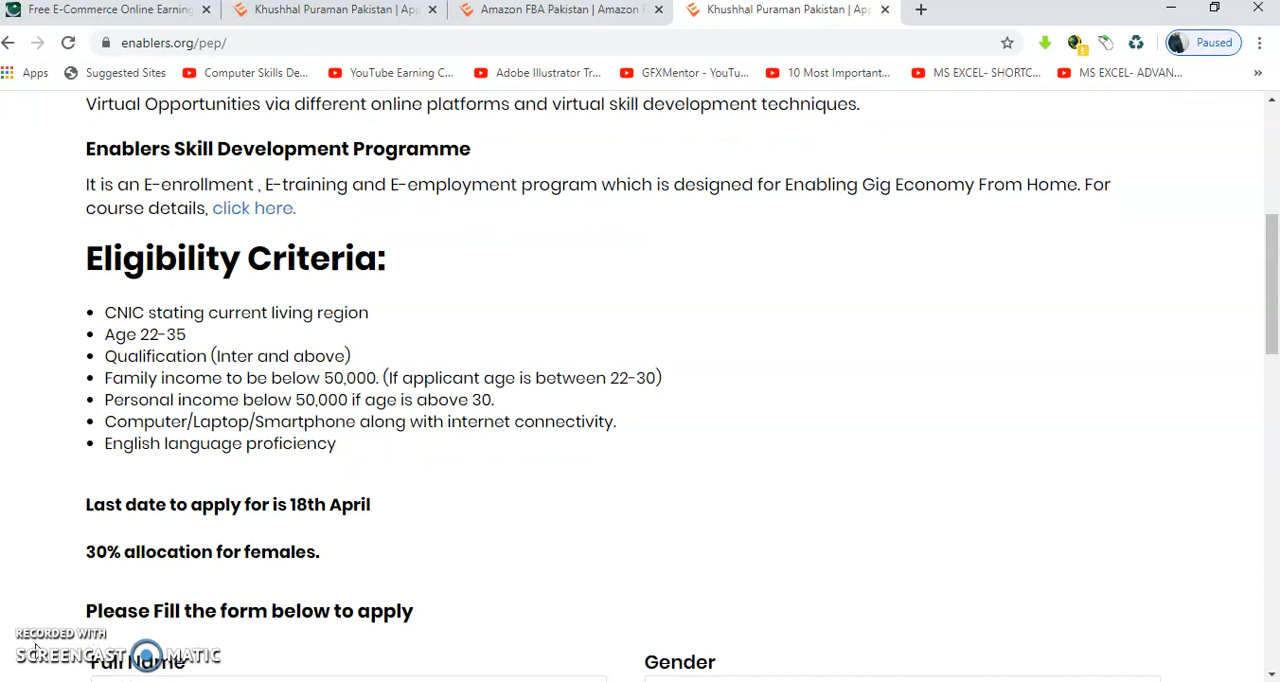 Free E-Commerce Online Earning
Khushhal Puraman Pakistan | App
Amazon FBA Pakistan | Amazon F
Khushhal Puraman Pakistan | App
enablers.org/pep/
Paused
Apps
Suggested Sites
Computer Skills De...
YouTube Earning C...
Adobe Illustrator Tr...
GFXMentor - YouTu...
10 Most Important...
MS EXCEL- SHORTC...
MS EXCEL- ADVAN...
Virtual Opportunities via different online platforms and virtual skill development techniques.
Enablers Skill Development Programme
It is an E-enrollment , E-training and E-employment program which is designed for Enabling Gig Economy From Home. For
course details, click here.
Eligibility Criteria:
• CNIC stating current living region
• Age 22-35
• Qualification (Inter and above)
• Family income to be below 50,000. (If applicant age is between 22-30)
• Personal income below 50,000 if age is above 30.
• Computer/Laptop/Smartphone along with internet connectivity.
• English language proficiency
Last date to apply for is 18th April
30% allocation for females.
Please Fill the form below to apply
RECORDED WITH
SCREENCAST MATIC
Full Name
Gender